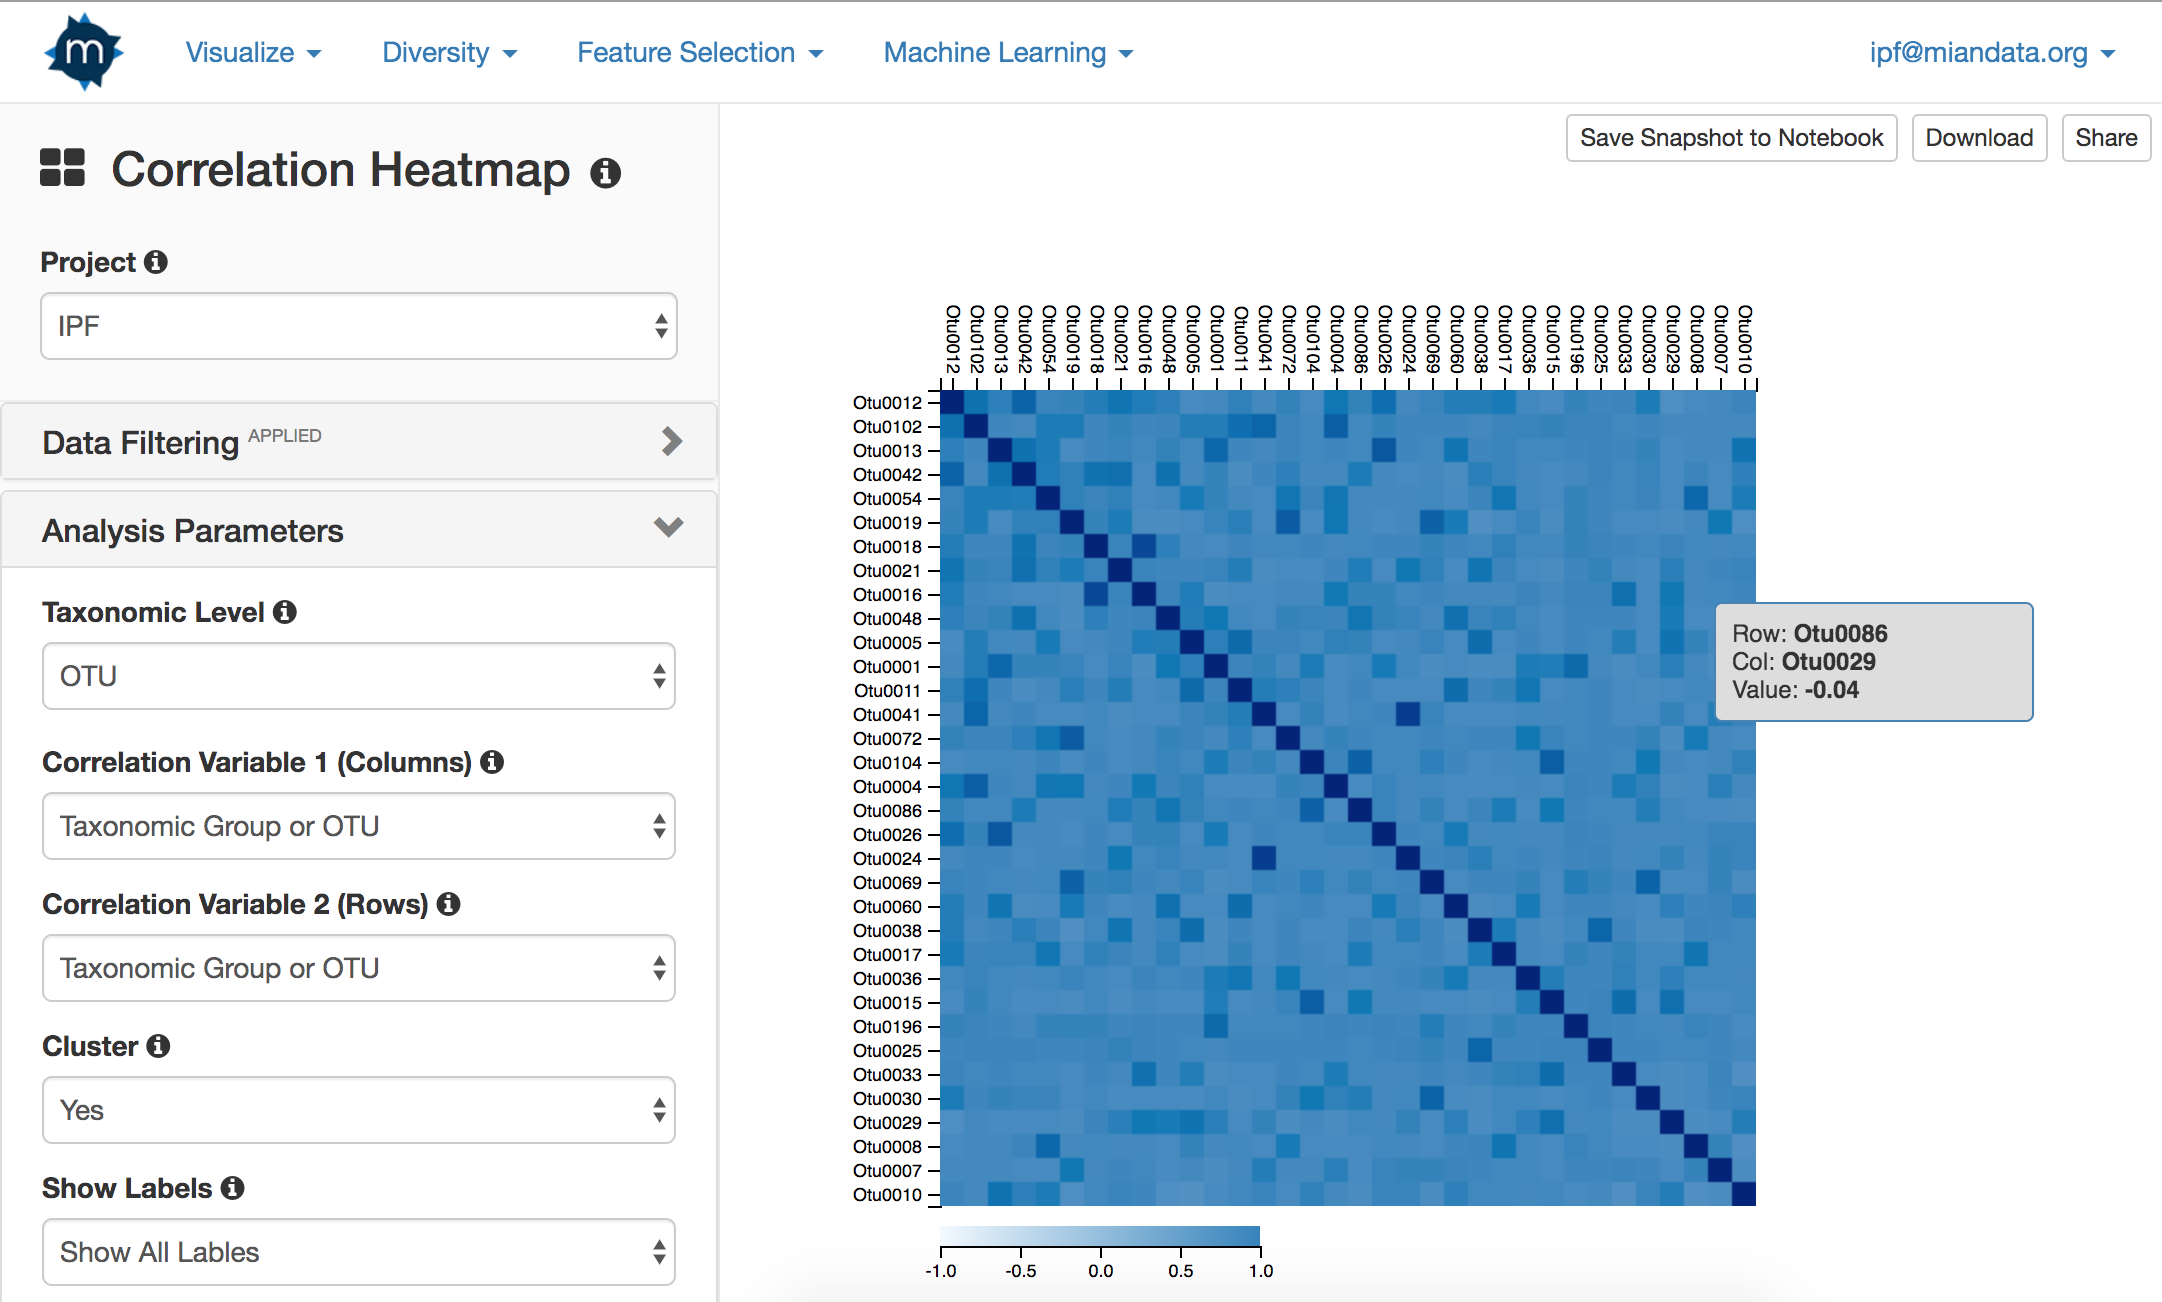 m
Visualize
Diversity
Feature Selection
Machine Learning
ipf@miandata.org
Correlation Heatmap
Save Snapshot to Notebook
Download
Share
Project
IPF
Data Filtering APPLIED
Analysis Parameters
Taxonomic Level
OTU
Correlation Variable 1 (Columns)
Taxonomic Group or OTU
Correlation Variable 2 (Rows)
Taxonomic Group or OTU
Cluster
Yes
Show Labels
Show All Lables
Otu0012
Otu0102
Otu0013
Otu0042
Otu0054
Otu0019
Otu0018
Otu0021
Otu0016
Otu0048
Otu0005
Otu0001
Otu0011
Otu0041
Otu0072
Otu0104
Otu0004
Otu0086
Otu0026
Otu0024
Otu0069
Otu0060
Otu0038
Otu0017
Otu0036
Otu0015
Otu0196
Otu0025
Otu0033
Otu0030
Otu0029
Otu0008
Otu0007
Otu0010
Otu0012
Otu0102
Otu0013
Otu0042
Otu0054
Otu0019
Otu0018
Otu0021
Otu0016
Otu0048
Otu0005
Otu0001
Otu0011
Otu0041
Otu0072
Otu0104
Otu0004
Otu0086
Otu0026
Otu0024
Otu0069
Otu0060
Otu0038
Otu0017
Otu0036
Otu0015
Otu0196
Otu0025
Otu0033
Otu0030
Otu0029
Otu0008
Otu0007
Otu0010
Row: Otu0086
Col: Otu0029
Value: -0.04
-1.0 -0.5 0.0 0.5 1.0